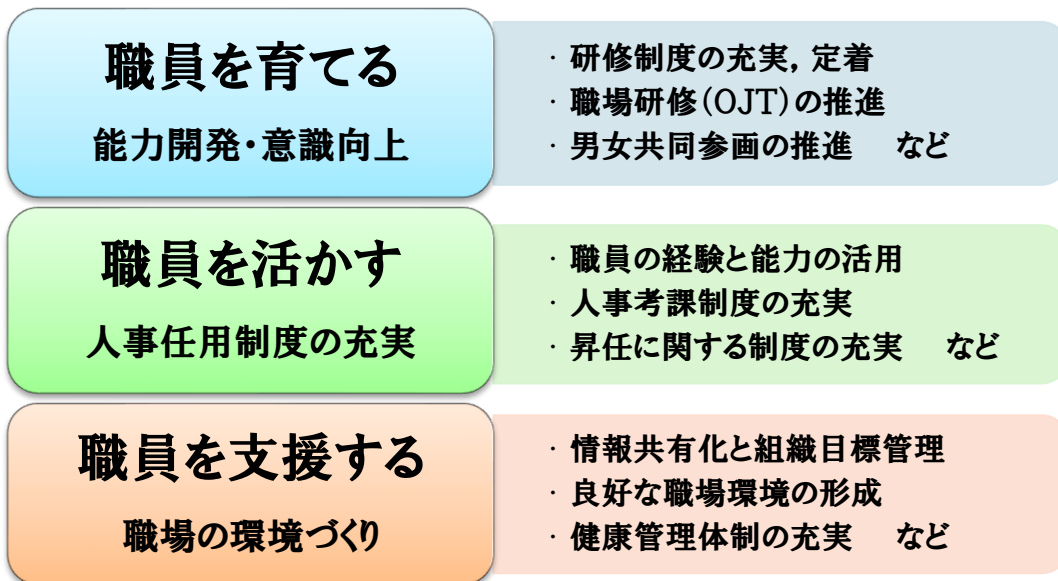 職員を育てる
能力開発・意識向上
・研修制度の充実, 定着
・職場研修(OJT)の推進
・男女共同参画の推進　など
職員を活かす
人事任用制度の充実
・職員の経験と能力の活用
・人事考課制度の充実
・昇任に関する制度の充実　など
職員を支援する
職場の環境づくり
・情報共有化と組織目標管理
・良好な職場環境の形成
・健康管理体制の充実　など